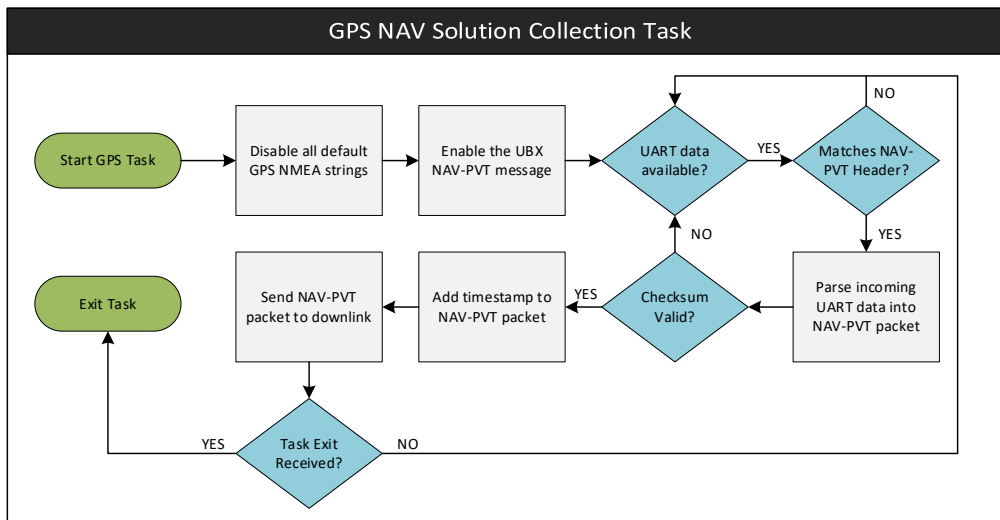 GPS NAV Solution Collection Task
NO
Start GPS Task
Disable all default
GPS NMEA strings
Enable the UBX
NAV-PVT message
UART data
available?
YES
Matches NAV-
PVT Header?
NO
YES
Exit Task
Send NAV-PVT
packet to downlink
Add timestamp to
NAV-PVT packet
YES
Checksum
Valid?
Parse incoming
UART data into
NAV-PVT packet
YES
Task Exit
Received?
NO